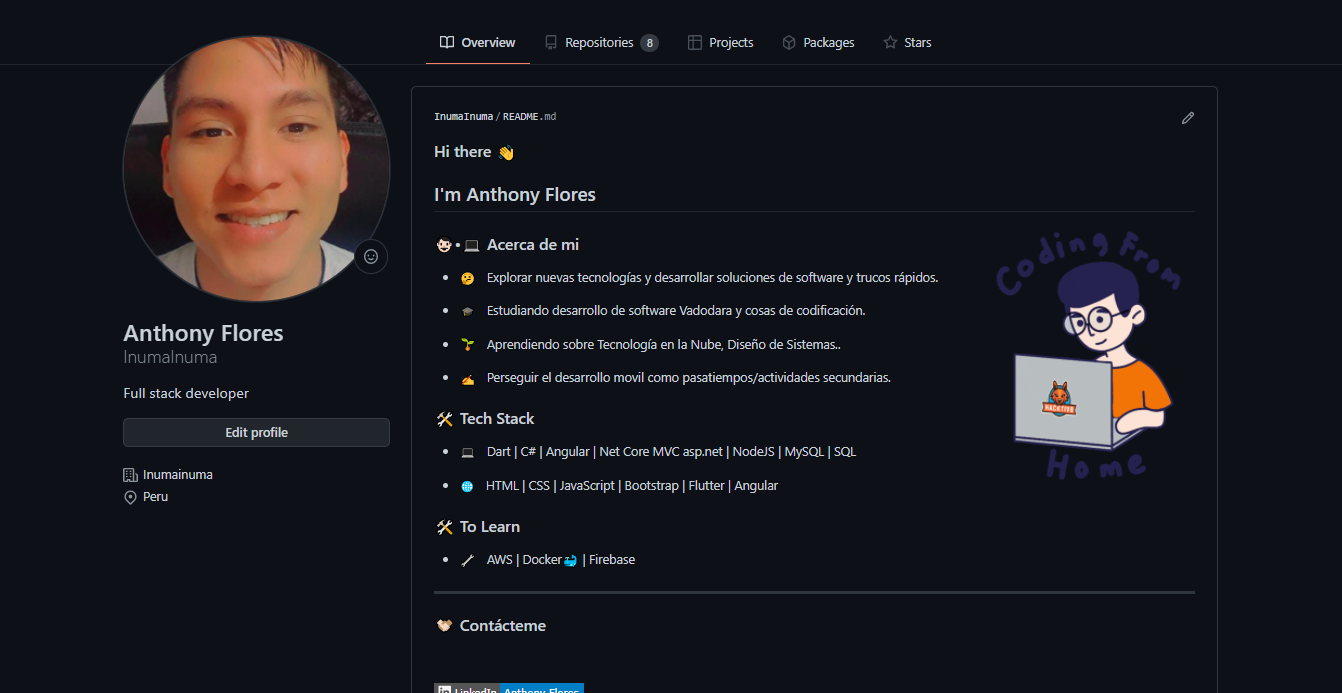 Overview
Repositories 8
Projects
Packages
Stars
InumaInuma / README.md
Hi there 👋
I'm Anthony Flores
Acerca de mi
Explorar nuevas tecnologías y desarrollar soluciones de software y trucos rápidos.
Estudiando desarrollo de software Vadodara y cosas de codificación.
Aprendiendo sobre Tecnología en la Nube, Diseño de Sistemas..
Perseguir el desarrollo movil como pasatiempos/actividades secundarias.
Tech Stack
Dart | C# | Angular | Net Core MVC asp.net | NodeJS | MySQL | SQL
HTML | CSS | JavaScript | Bootstrap | Flutter | Angular
To Learn
AWS | Docker | Firebase
Contácteme
in LinkedIn Anthony Flores
Coding From
HACKTIV8
Home
Anthony Flores
InumaInuma
Full stack developer
Edit profile
Inumainuma
Peru